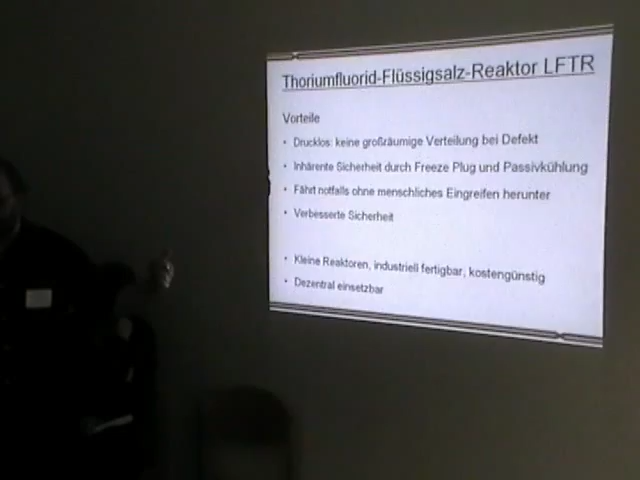 Thoriumfluorid-Flüssigsalz-Reaktor LFTR
Vorteile
• Drucklos: keine großräumige Verteilung bei Defekt
• Inhärente Sicherheit durch Freeze Plug und Passivkühlung
• Fährt notfalls ohne menschliches Eingreifen herunter
• Verbesserte Sicherheit
• Kleine Reaktoren, industriell fertigbar, kostengünstig
• Dezentral einsetzbar